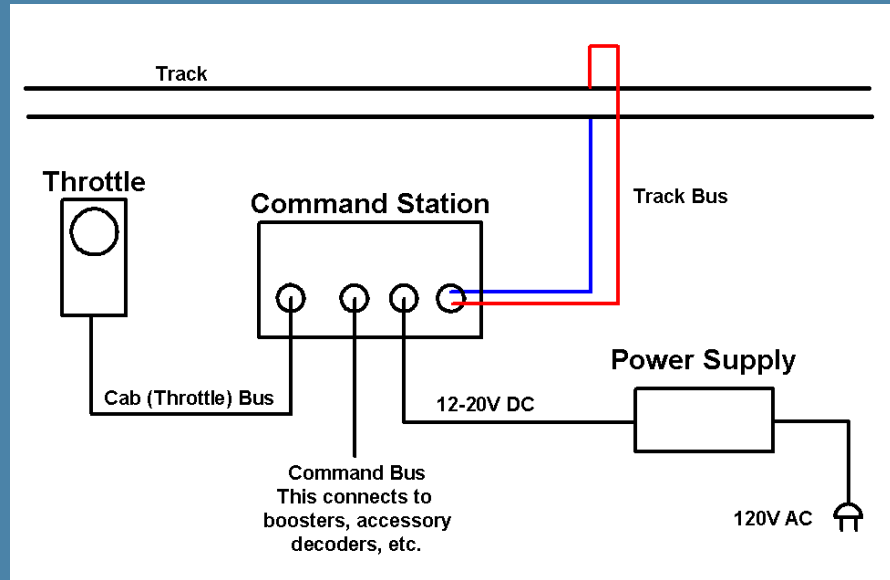 Track
Throttle
Command Station
Track Bus
Power Supply
Cab (Throttle) Bus
12-20V DC
Command Bus
This connects to
boosters, accessory
decoders, etc.
120V AC